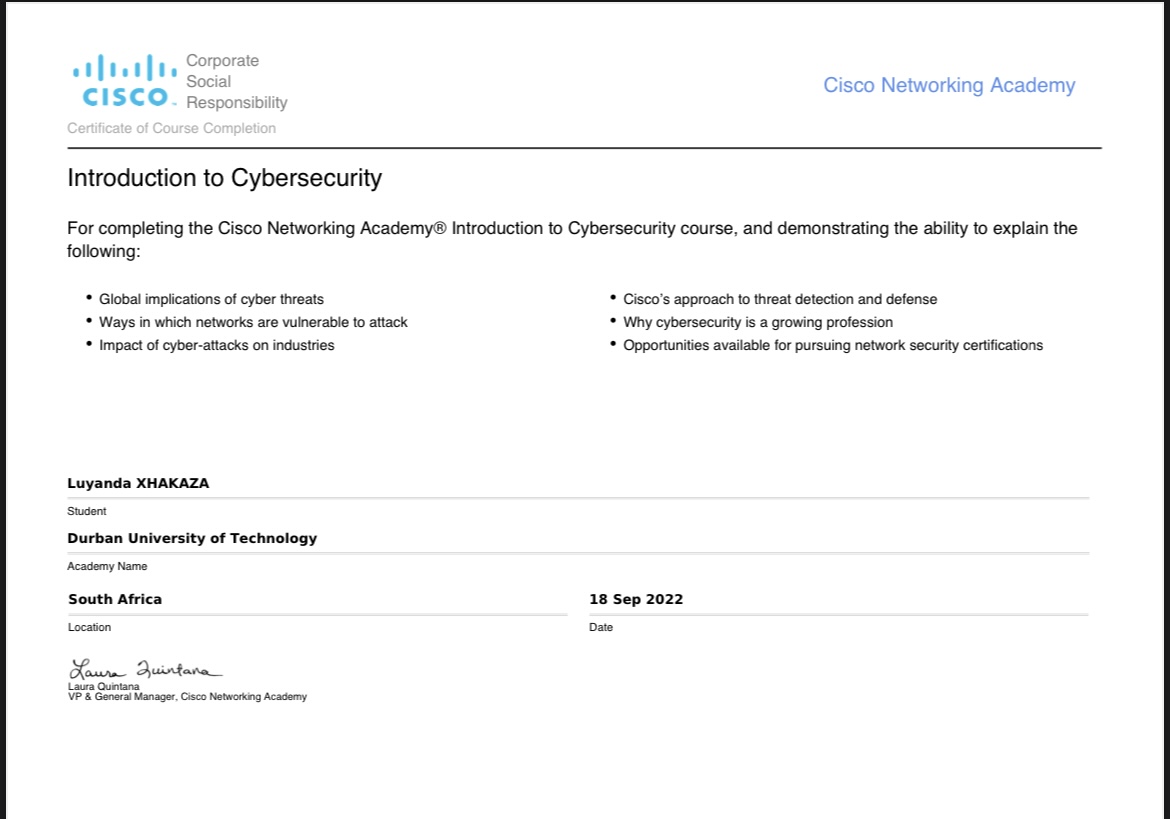 Corporate
Social
Responsibility
CISCO
Cisco Networking Academy
Certificate of Course Completion
Introduction to Cybersecurity
For completing the Cisco Networking Academy® Introduction to Cybersecurity course, and demonstrating the ability to explain the
following:
• Global implications of cyber threats
• Ways in which networks are vulnerable to attack
• Impact of cyber-attacks on industries
• Cisco’s approach to threat detection and defense
• Why cybersecurity is a growing profession
• Opportunities available for pursuing network security certifications
Luyanda XHAKAZA
Student
Durban University of Technology
Academy Name
South Africa
Location
18 Sep 2022
Date
Laura Quintana
Laura Quintana
VP & General Manager, Cisco Networking Academy